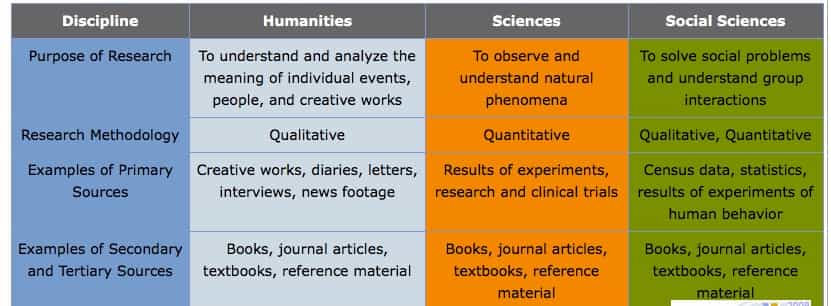 Discipline
Humanities
Sciences
Social Sciences
Purpose of Research
To understand and analyze the
meaning of individual events,
people, and creative works
To observe and
understand natural
phenomena
To solve social problems
and understand group
interactions
Research Methodology
Qualitative
Quantitative
Qualitative, Quantitative
Examples of Primary
Sources
Creative works, diaries, letters,
interviews, news footage
Results of experiments,
research and clinical trials
Census data, statistics,
results of experiments of
human behavior
Examples of Secondary
and Tertiary Sources
Books, journal articles,
textbooks, reference material
Books, journal articles,
textbooks, reference
material
Books, journal articles,
textbooks, reference
material